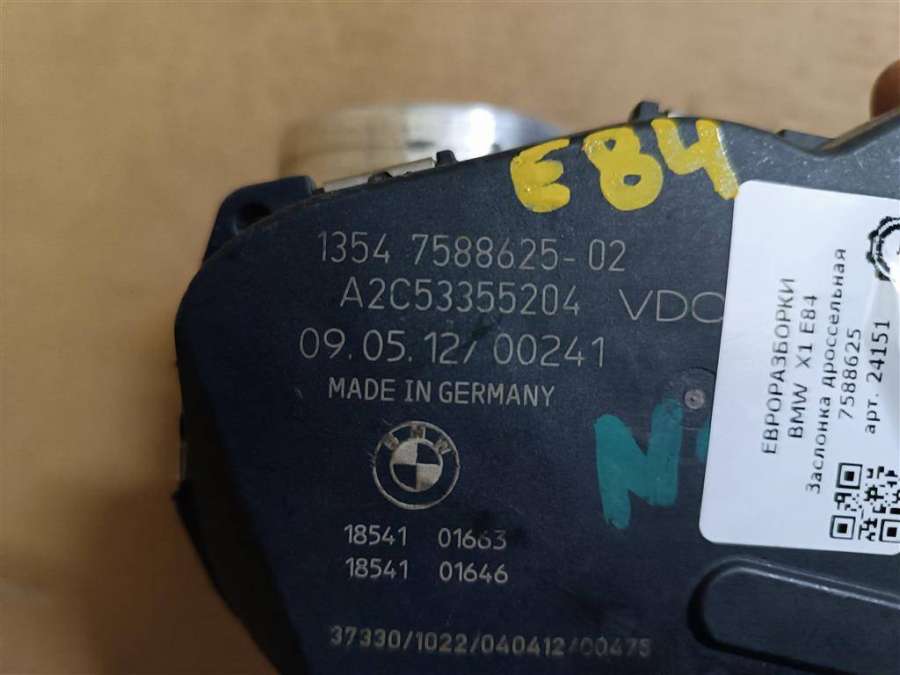 E84
1354 7588625-02
A2C53355204 VDO
09.05.12/00241
MADE IN GERMANY
BMW
18541 01663
18541 01646
37330/1022/040412/00475
ЕВРОРАЗБОРКИ
BMW X1 E84
Заслонка дроссельная
7588625
арт. 24151